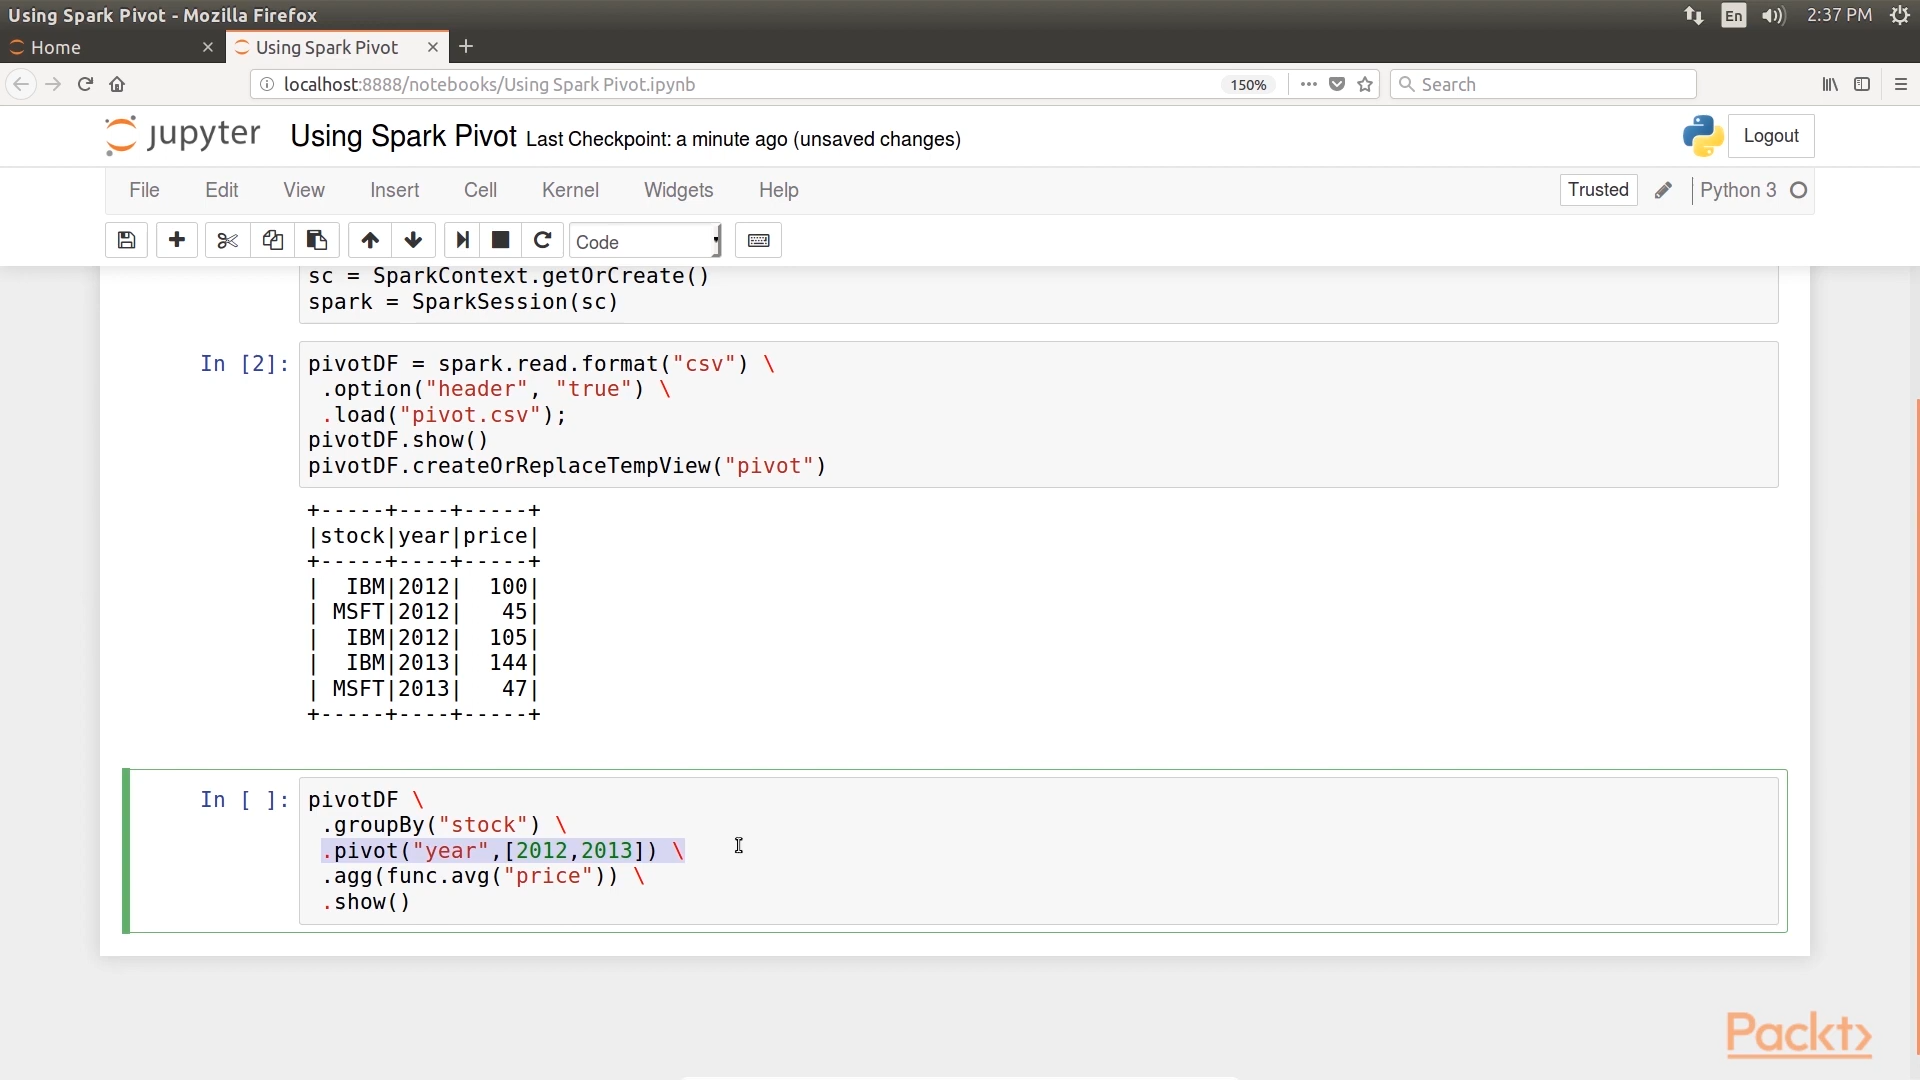 Using Spark Pivot - Mozilla Firefox
En
2:37 PM
Home
Using Spark Pivot
localhost:8888/notebooks/Using Spark Pivot.ipynb
150%
Search
jupyter
Using Spark Pivot Last Checkpoint: a minute ago (unsaved changes)
Logout
File Edit View Insert Cell Kernel Widgets Help
Trusted
Python 3
Code
sc = SparkContext.getOrCreate()
spark = SparkSession(sc)
In [2]:
pivotDF = spark.read.format("csv") \
.option("header", "true") \
.load("pivot.csv");
pivotDF.show()
pivotDF.createOrReplaceTempView("pivot")
+-----+----+-----+
|stock|year|price|
+-----+----+-----+
|  IBM|2012|  100|
| MSFT|2012|   45|
|  IBM|2012|  105|
|  IBM|2013|  144|
| MSFT|2013|   47|
+-----+----+-----+
In [ ]:
pivotDF \
.groupBy("stock") \
.pivot("year",[2012,2013]) \
.agg(func.avg("price")) \
.show()
Packt>